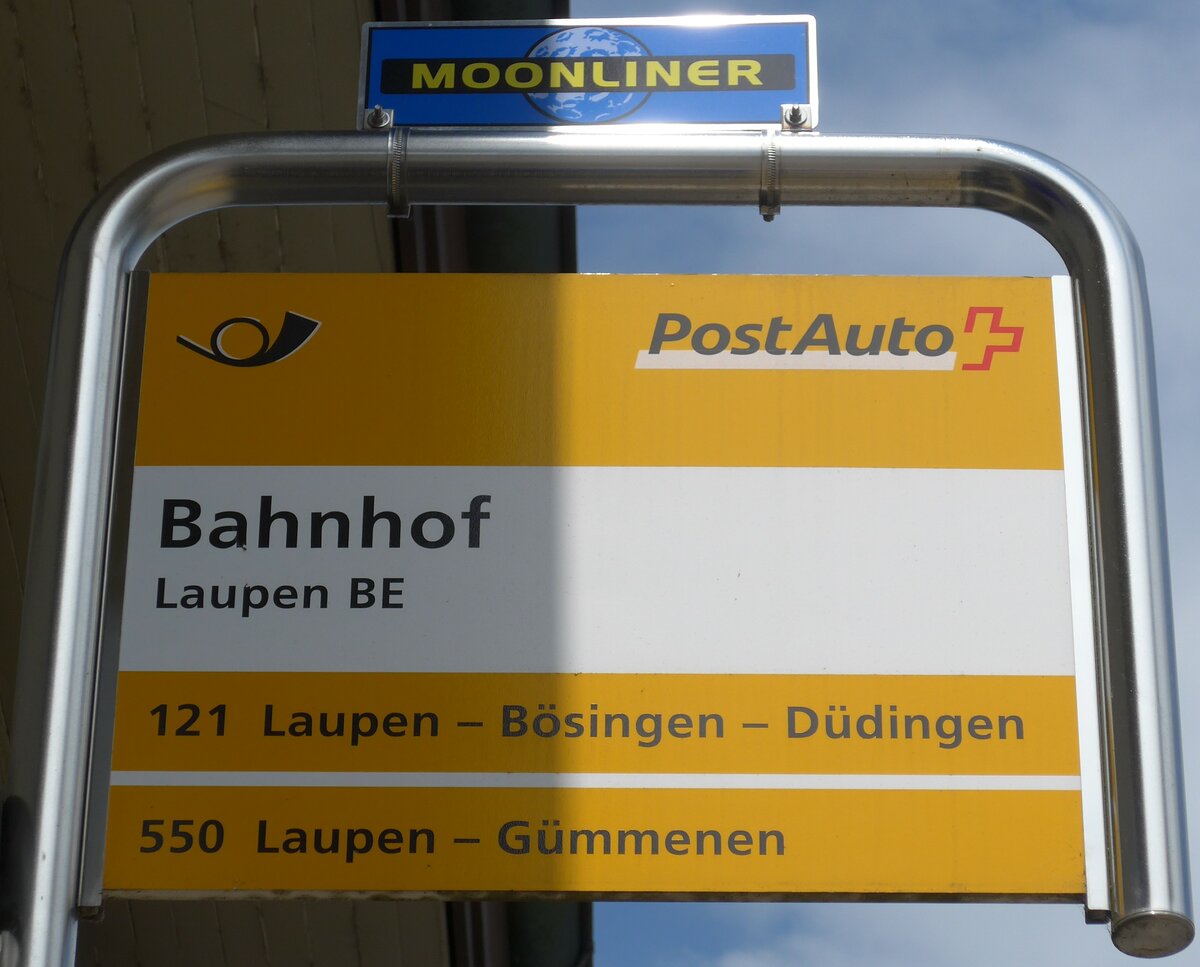 MOONLINER
PostAuto
Bahnhof
Laupen BE
121 Laupen – Bösingen – Düdingen
550 Laupen – Gümmenen